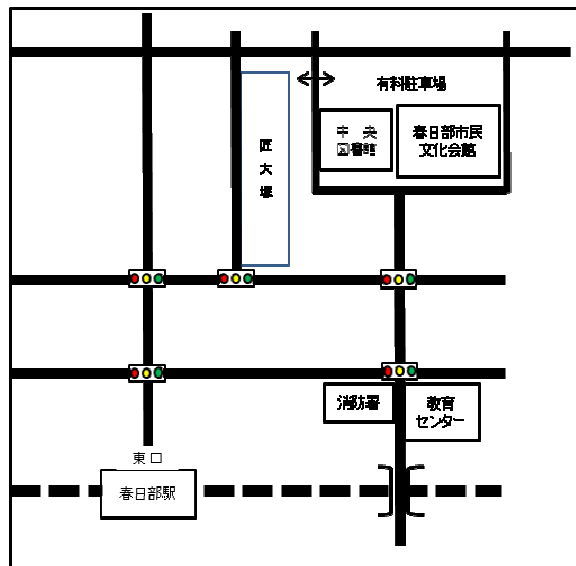 有料駐車場
中央
図書館
春日部市民
文化会館
匠大塚
消防署
教育
センター
東口
春日部駅